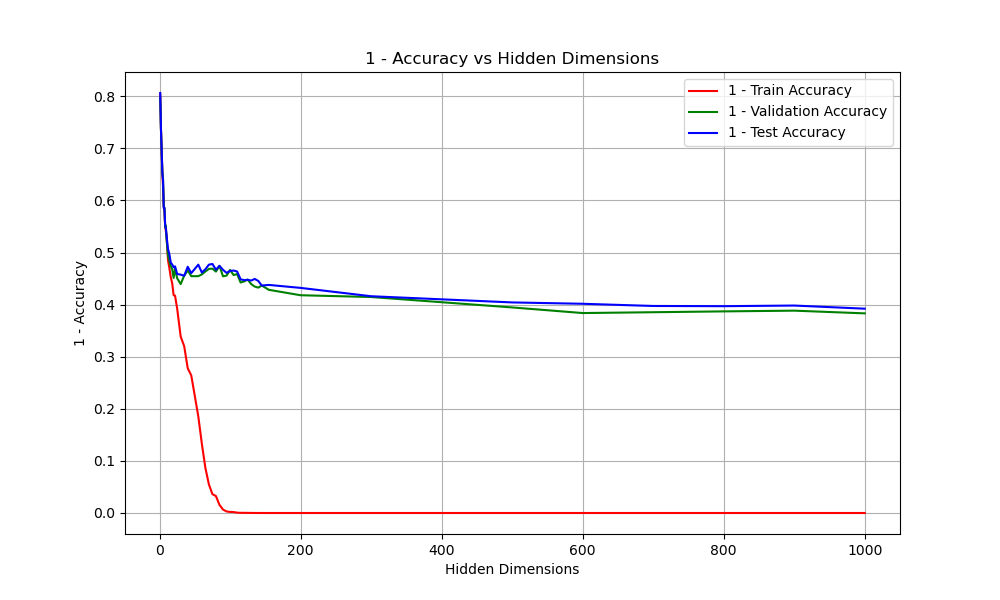 1 - Accuracy vs Hidden Dimensions
1 - Train Accuracy
1 - Validation Accuracy
1 - Test Accuracy
1 - Accuracy
0.8
0.7
0.6
0.5
0.4
0.3
0.2
0.1
0.0
0 200 400 600 800 1000
Hidden Dimensions